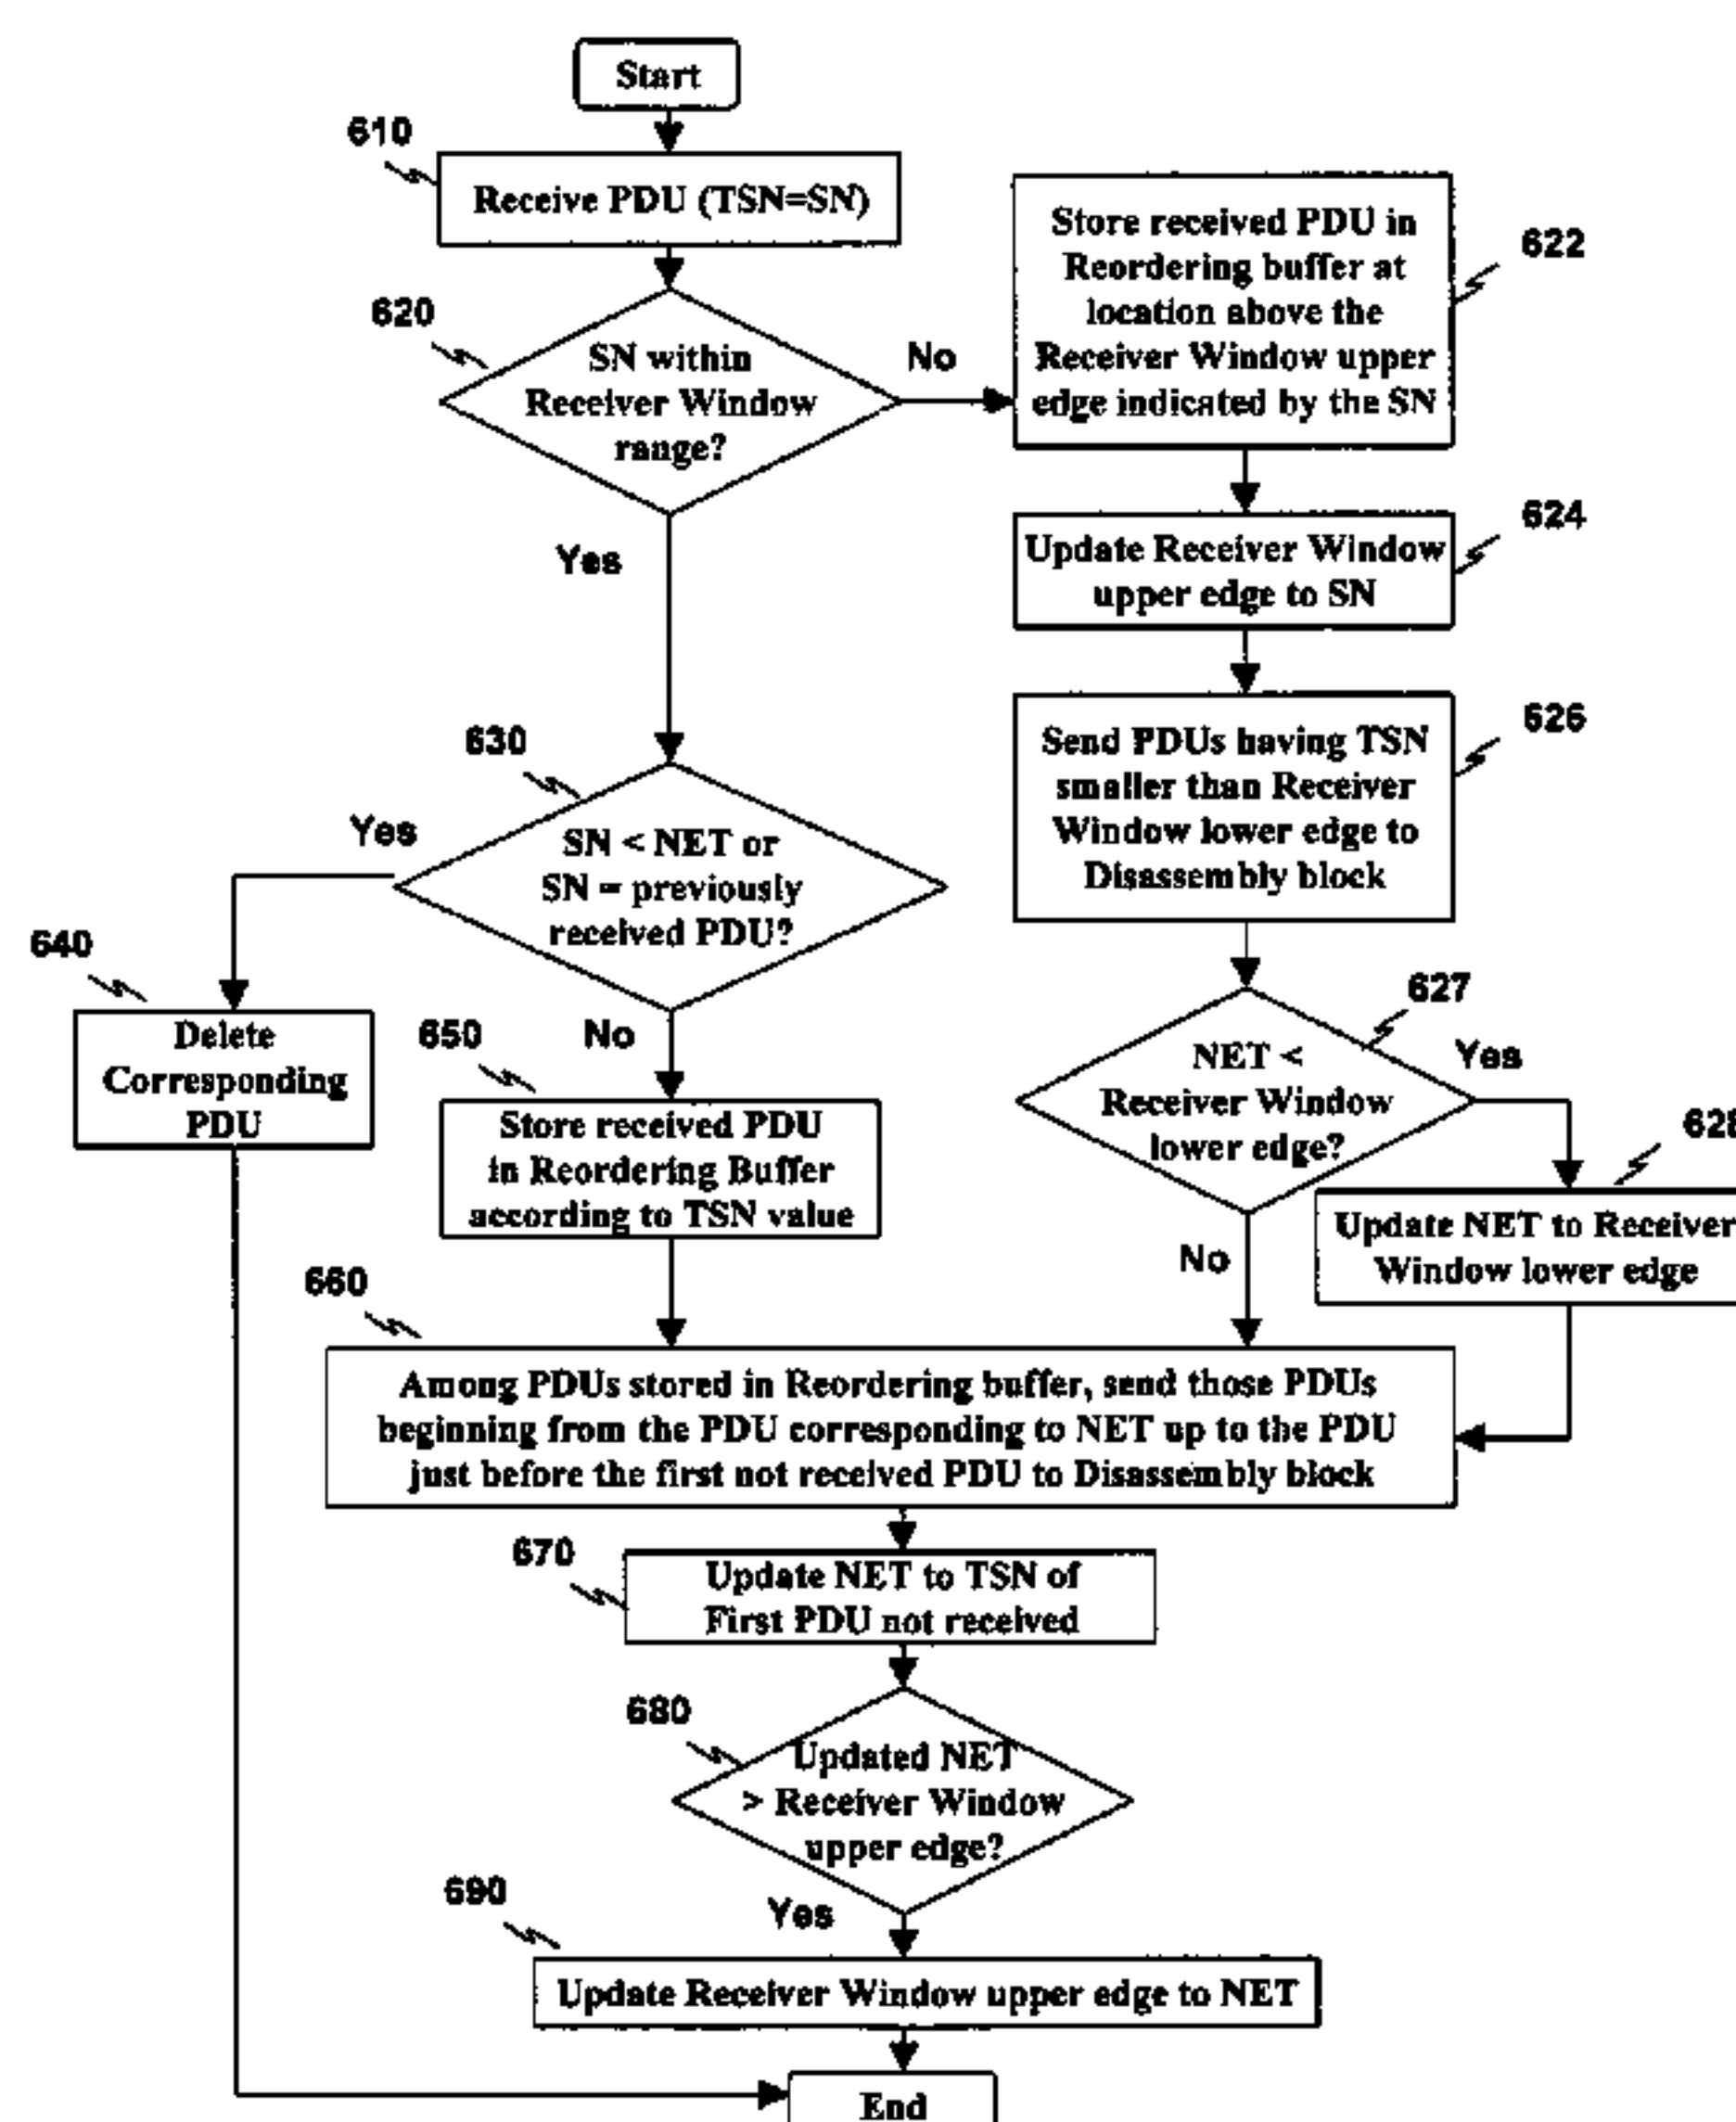 Start
610
Receive PDU (TSN=SN)
620
SN within
Receiver Window
range?
No
Yes
Store received PDU in
Reordering buffer at
location above the
Receiver Window upper
edge indicated by the SN
622
Update Receiver Window
upper edge to SN
624
Send PDUs having TSN
smaller than Receiver
Window lower edge to
Disassembly block
626
630
Yes
SN < NET or
SN = previously
received PDU?
No
640
Delete
Corresponding
PDU
650
Store received PDU
in Reordering Buffer
according to TSN value
627
NET <
Receiver Window
lower edge?
Yes
No
628
Update NET to Receiver
Window lower edge
660
Among PDUs stored in Reordering buffer, send those PDUs
beginning from the PDU corresponding to NET up to the PDU
just before the first not received PDU to Disassembly block
670
Update NET to TSN of
First PDU not received
680
Updated NET
> Receiver Window
upper edge?
Yes
690
Update Receiver Window upper edge to NET
End